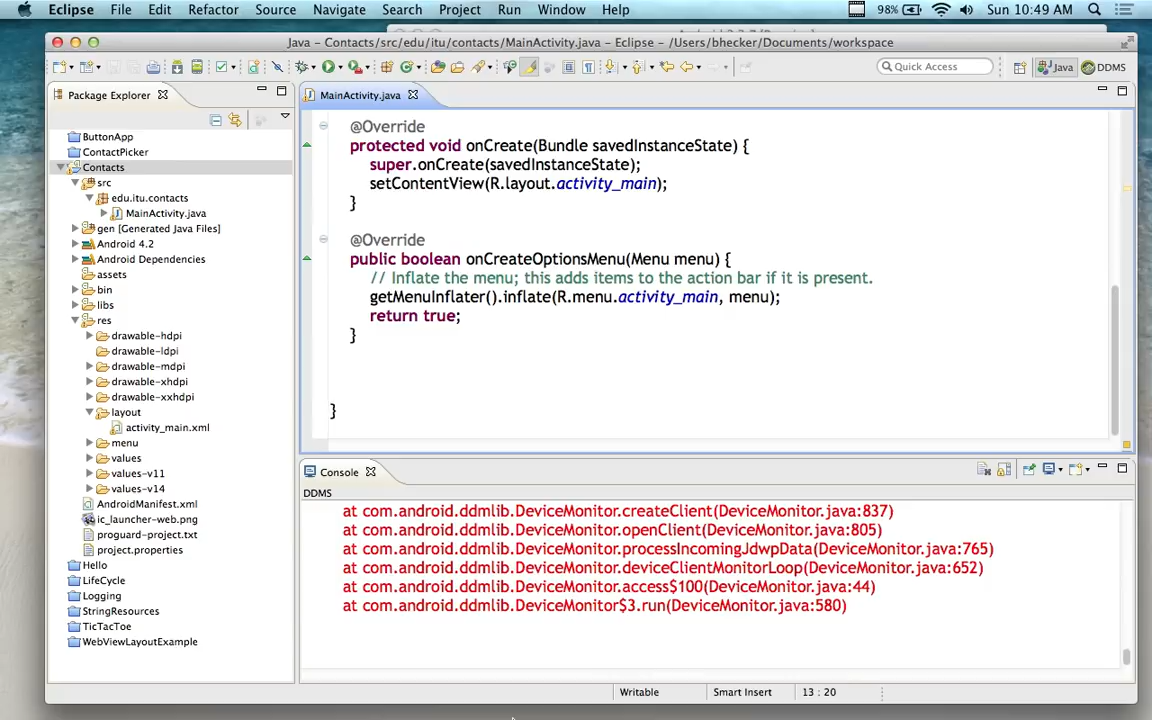 Eclipse File Edit Refactor Source Navigate Search Project Run Window Help 98% Sun 10:49 AM
Java - Contacts/src/edu/itu/contacts/MainActivity.java - Eclipse - /Users/bhecker/Documents/workspace
Quick Access Java DDMS
Package Explorer
MainActivity.java
ButtonApp
ContactPicker
Contacts
src
edu.itu.contacts
MainActivity.java
gen [Generated Java Files]
Android 4.2
Android Dependencies
assets
bin
libs
res
drawable-hdpi
drawable-ldpi
drawable-mdpi
drawable-xhdpi
drawable-xxhdpi
layout
activity_main.xml
menu
values
values-v11
values-v14
AndroidManifest.xml
ic_launcher-web.png
proguard-project.txt
project.properties
Hello
LifeCycle
Logging
StringResources
TicTacToe
WebViewLayoutExample
@Override
protected void onCreate(Bundle savedInstanceState) {
super.onCreate(savedInstanceState);
setContentView(R.layout.activity_main);
}
@Override
public boolean onCreateOptionsMenu(Menu menu) {
// Inflate the menu; this adds items to the action bar if it is present.
getMenuInflater().inflate(R.menu.activity_main, menu);
return true;
}
}
Console
DDMS
at com.android.ddmlib.DeviceMonitor.createClient(DeviceMonitor.java:837)
at com.android.ddmlib.DeviceMonitor.openClient(DeviceMonitor.java:805)
at com.android.ddmlib.DeviceMonitor.processIncomingJdwpData(DeviceMonitor.java:765)
at com.android.ddmlib.DeviceMonitor.deviceClientMonitorLoop(DeviceMonitor.java:652)
at com.android.ddmlib.DeviceMonitor.access$100(DeviceMonitor.java:44)
at com.android.ddmlib.DeviceMonitor$3.run(DeviceMonitor.java:580)
Writable Smart Insert 13 : 20